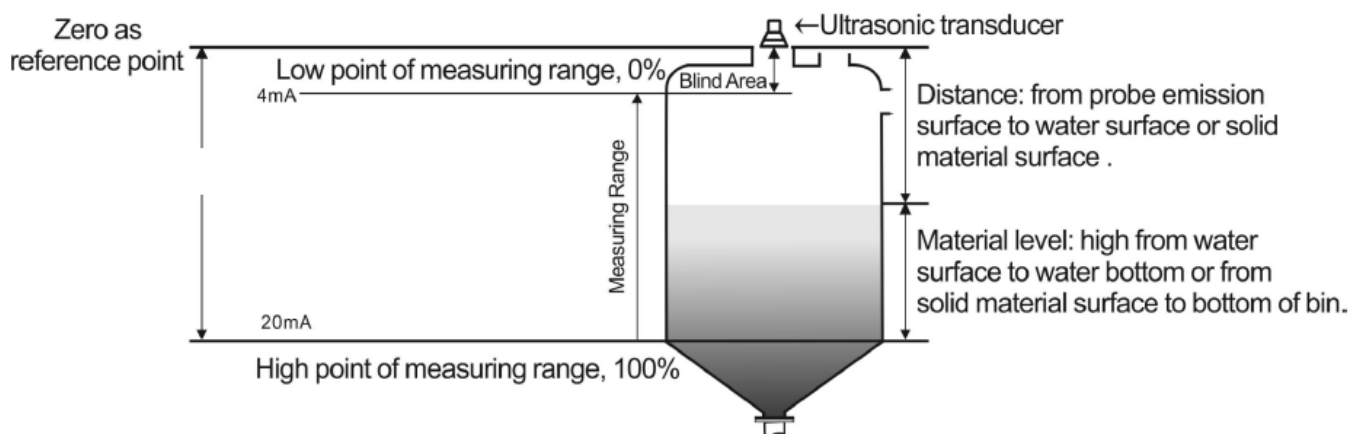 Zero as
reference point
←Ultrasonic transducer
Low point of measuring range, 0%
Blind Area
4mA
Distance: from probe emission
surface to water surface or solid
material surface .
Measuring Range
Material level: high from water
surface to water bottom or from
solid material surface to bottom of bin.
20mA
High point of measuring range, 100%